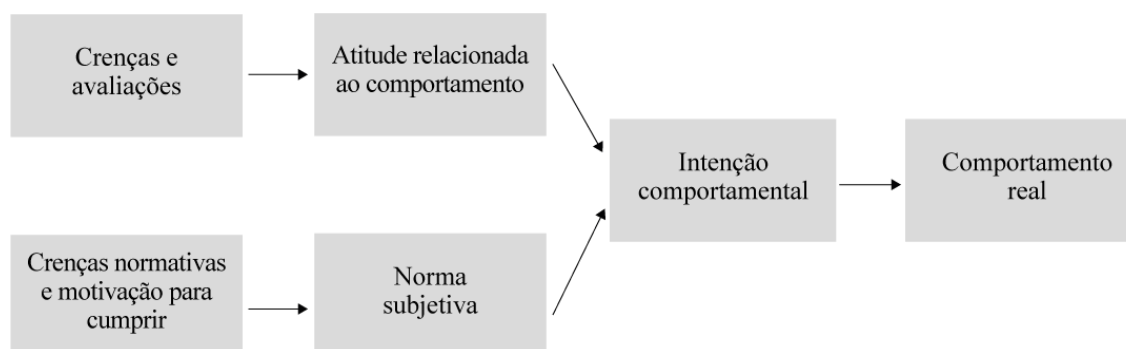 Crenças e
avaliações
Atitude relacionada
ao comportamento
Intenção
comportamental
Comportamento
real
Crenças normativas
e motivação para
cumprir
Norma
subjetiva